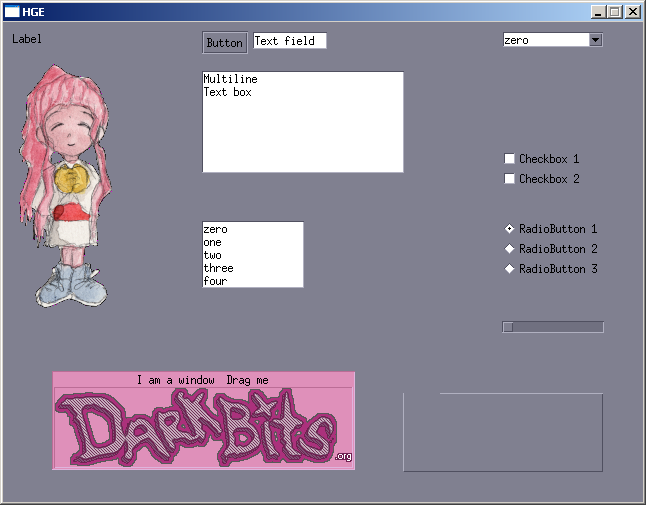 HGE
Label
Button
Text field
zero
Multiline
Text box
Checkbox 1
Checkbox 2
zero
one
two
three
four
RadioButton 1
RadioButton 2
RadioButton 3
I am a window  Drag me
DARKBits
.org